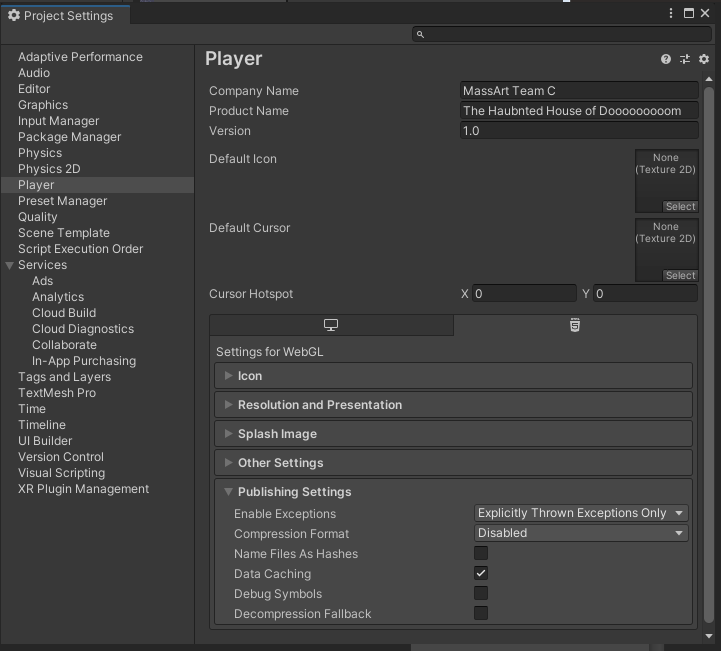 Project Settings
Adaptive Performance
Audio
Editor
Graphics
Input Manager
Package Manager
Physics
Physics 2D
Player
Preset Manager
Quality
Scene Template
Script Execution Order
Services
Ads
Analytics
Cloud Build
Cloud Diagnostics
Collaborate
In-App Purchasing
Tags and Layers
TextMesh Pro
Time
Timeline
UI Builder
Version Control
Visual Scripting
XR Plugin Management
Player
Company Name MassArt Team C
Product Name The Haubnted House of Dooooooooom
Version 1.0
Default Icon
None
(Texture 2D)
Select
Default Cursor
None
(Texture 2D)
Select
Cursor Hotspot X 0 Y 0
Settings for WebGL
Icon
Resolution and Presentation
Splash Image
Other Settings
Publishing Settings
Enable Exceptions Explicitly Thrown Exceptions Only
Compression Format Disabled
Name Files As Hashes
Data Caching
Debug Symbols
Decompression Fallback